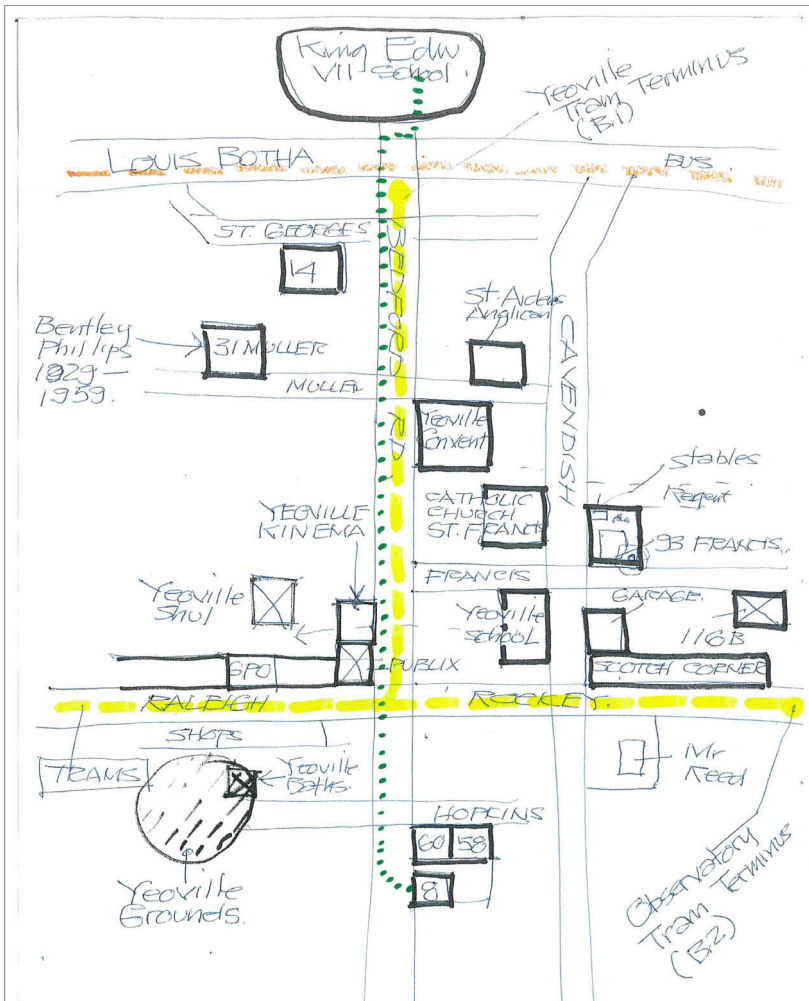 King Edw
VII School.
Yeoville
Tram Terminus
(B.1)
LOUIS BOTHA
BUS
ST. GEORGES
14
BEDFORD RD.
St. Aidens
Anglican
CAVENDISH
Bentley
Phillips
1929 —
1959.
31 MULLER
MULLER
Yeoville
Convent
Stables
Regent
YEOVILLE
KINEMA
CATHOLIC
CHURCH
ST. FRANCIS
93 FRANCIS.
FRANCIS
Yeoville
Shul
Yeoville
School
GARAGE
116B
GPO
PUBLIX
SCOTCH CORNER
RALEIGH
ROCKEY.
SHOPS
TRAMS
Yeoville
Baths.
Mr
Reed
HOPKINS
60 58
8
Yeoville
Grounds.
Observatory
Tram Terminus
(B.2)